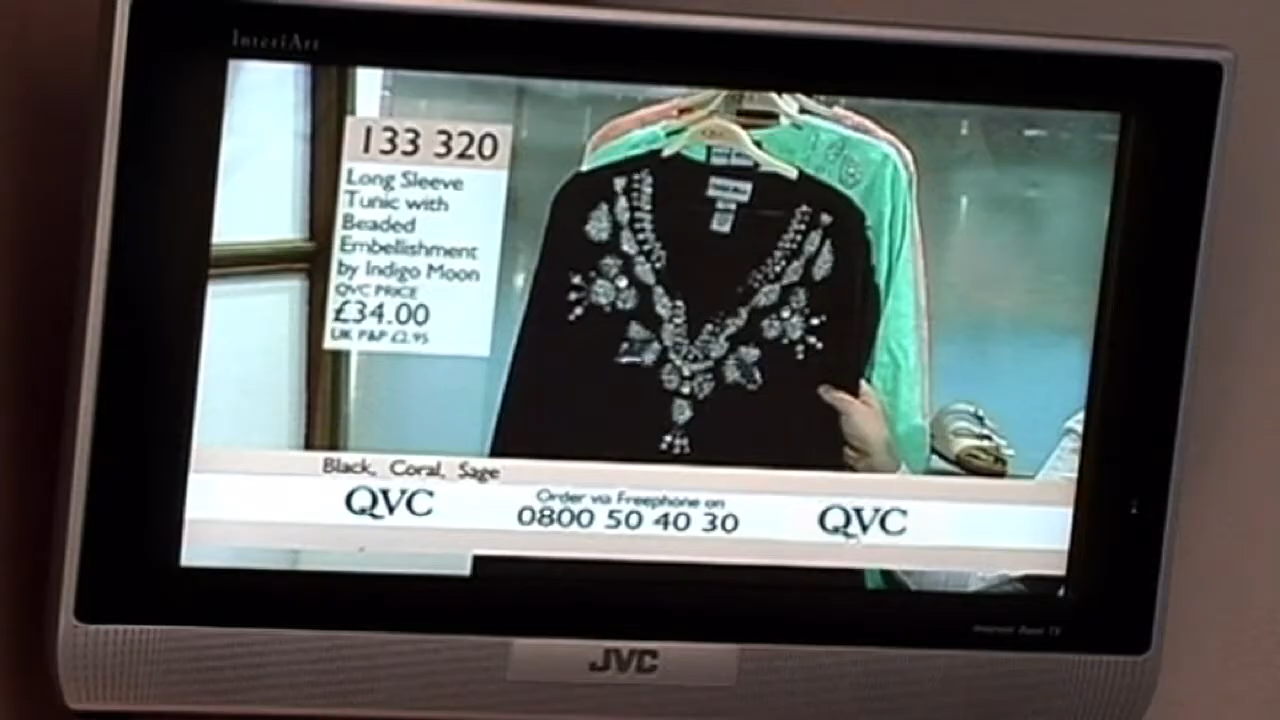 InteriArt
133 320
Long Sleeve
Tunic with
Beaded
Embellishment
by Indigo Moon
QVC PRICE
£34.00
UK P&P £2.95
Black, Coral, Sage
QVC
Order via Freephone on
0800 50 40 30
QVC
JVC